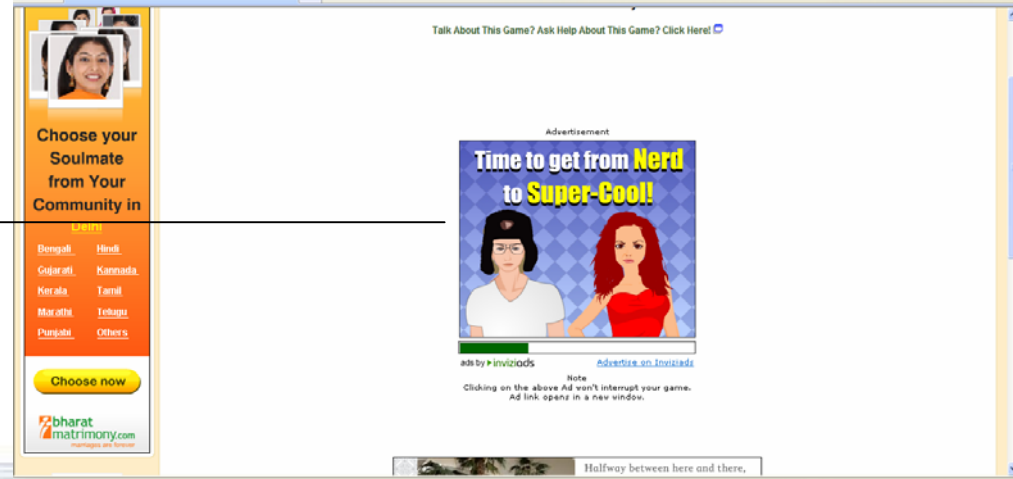 Talk About This Game? Ask Help About This Game? Click Here!
Choose your
Soulmate
from Your
Community in
Delhi
Bengali Hindi
Gujarati Kannada
Kerala Tamil
Marathi Telugu
Punjabi Others
Choose now
bharat
matrimony.com
marriages are forever
Advertisement
Time to get from Nerd
to Super-Cool!
ads by inviziads Advertise on Inviziads
Note
Clicking on the above Ad won't interrupt your game.
Ad link opens in a new window.
Halfway between here and there,